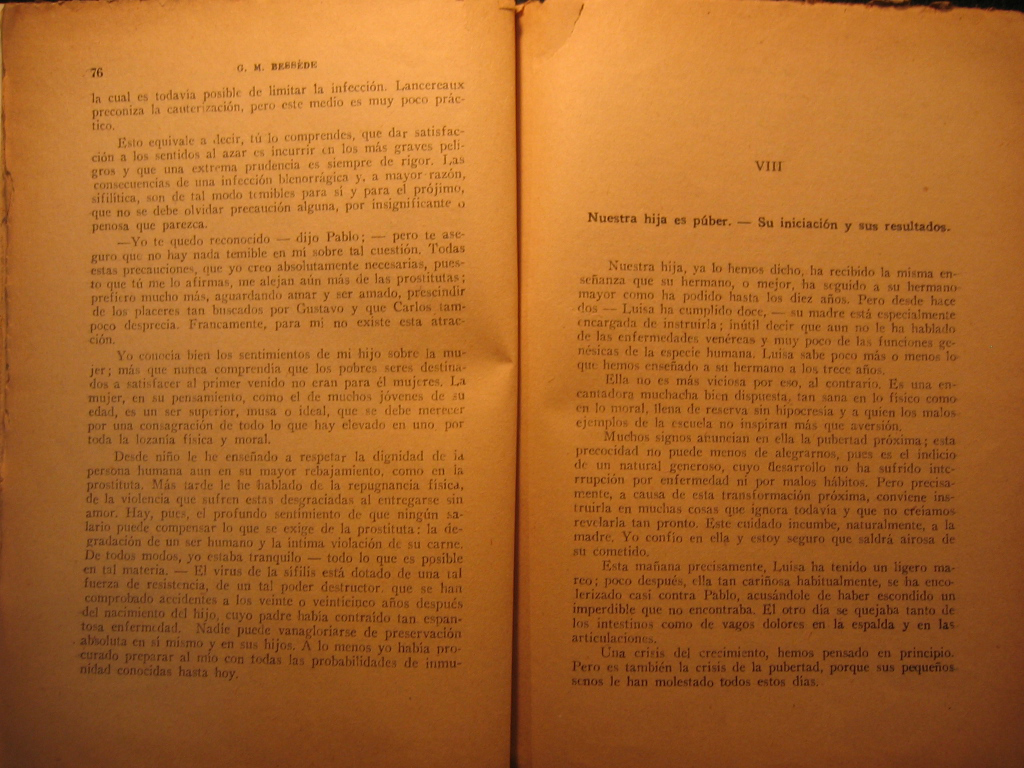 76
G. M. BESSÈDE
la cual es todavía posible de limitar la infección. Lancereaux
preconiza la cauterización, pero este medio es muy poco prác-
tico.
Esto equivale a decir, tú lo comprendes, que dar satisfac-
ción a los sentidos al azar es incurrir en los más graves peli-
gros y que una extrema prudencia es siempre de rigor. Las
consecuencias de una infección blenorrágica y, a mayor razón,
sifilítica, son de tal modo temibles para sí y para el prójimo,
que no se debe olvidar precaución alguna, por insignificante o
penosa que parezca.
—Yo te quedo reconocido — dijo Pablo; — pero te ase-
guro que no hay nada temible en mí sobre tal cuestión. Todas
estas precauciones, que yo creo absolutamente necesarias, pues-
to que tú me lo afirmas, me alejan aún más de las prostitutas;
prefiero mucho más, aguardando amar y ser amado, prescindir
de los placeres tan buscados por Gustavo y que Carlos tam-
poco desprecia. Francamente, para mí no existe esta atrac-
ción.
Yo conocía bien los sentimientos de mi hijo sobre la mu-
jer; más que nunca comprendía que los pobres seres destina-
dos a satisfacer al primer venido no eran para él mujeres. La
mujer, en su pensamiento, como el de muchos jóvenes de su
edad, es un ser superior, musa o ideal, que se debe merecer
por una consagración de todo lo que hay elevado en uno, por
toda la lozanía física y moral.
Desde niño le he enseñado a respetar la dignidad de la
persona humana aun en su mayor rebajamiento, como en la
prostituta. Más tarde le he hablado de la repugnancia física,
de la violencia que sufren estas desgraciadas al entregarse sin
amor. Hay, pues, el profundo sentimiento de que ningún sa-
lario puede compensar lo que se exige de la prostituta: la de-
gradación de un ser humano y la íntima violación de su carne.
De todos modos, yo estaba tranquilo — todo lo que es posible
en tal materia. — El virus de la sífilis está dotado de una tal
fuerza de resistencia, de un tal poder destructor que se han
comprobado accidentes a los veinte o veinticinco años después
del nacimiento del hijo, cuyo padre había contraído tan espan-
tosa enfermedad. Nadie puede vanagloriarse de preservación
absoluta en sí mismo y en sus hijos. A lo menos yo había pro-
curado preparar al mío con todas las probabilidades de inmu-
nidad conocidas hasta hoy.
VIII
Nuestra hija es púber. — Su iniciación y sus resultados.
Nuestra hija, ya lo hemos dicho, ha recibido la misma en-
señanza que su hermano, o mejor, ha seguido a su hermano
mayor como ha podido hasta los diez años. Pero desde hace
dos — Luisa ha cumplido doce, — su madre está especialmente
encargada de instruirla; inútil decir que aun no le ha hablado
de las enfermedades venéreas y muy poco de las funciones ge-
nésicas de la especie humana. Luisa sabe poco más o menos lo
que hemos enseñado a su hermano a los trece años.
Ella no es más viciosa por eso, al contrario. Es una en-
cantadora muchacha bien dispuesta, tan sana en lo físico como
en lo moral, llena de reserva sin hipocresía y a quien los malos
ejemplos de la escuela no inspiran más que aversión.
Muchos signos anuncian en ella la pubertad próxima; esta
precocidad no puede menos de alegrarnos, pues es el indicio
de un natural generoso, cuyo desarrollo no ha sufrido inte-
rrupción por enfermedad ni por malos hábitos. Pero precisa-
mente, a causa de esta transformación próxima, conviene ins-
truirla en muchas cosas que ignora todavía y que no creíamos
revelarla tan pronto. Este cuidado incumbe, naturalmente, a la
madre. Yo confío en ella y estoy seguro que saldrá airosa de
su cometido.
Esta mañana precisamente, Luisa ha tenido un ligero ma-
reo; poco después, ella tan cariñosa habitualmente, se ha enco-
lerizado casi contra Pablo, acusándole de haber escondido un
imperdible que no encontraba. El otro día se quejaba tanto de
los intestinos como de vagos dolores en la espalda y en las
articulaciones.
Una crisis del crecimiento, hemos pensado en principio.
Pero es también la crisis de la pubertad, porque sus pequeños
senos le han molestado todos estos días.